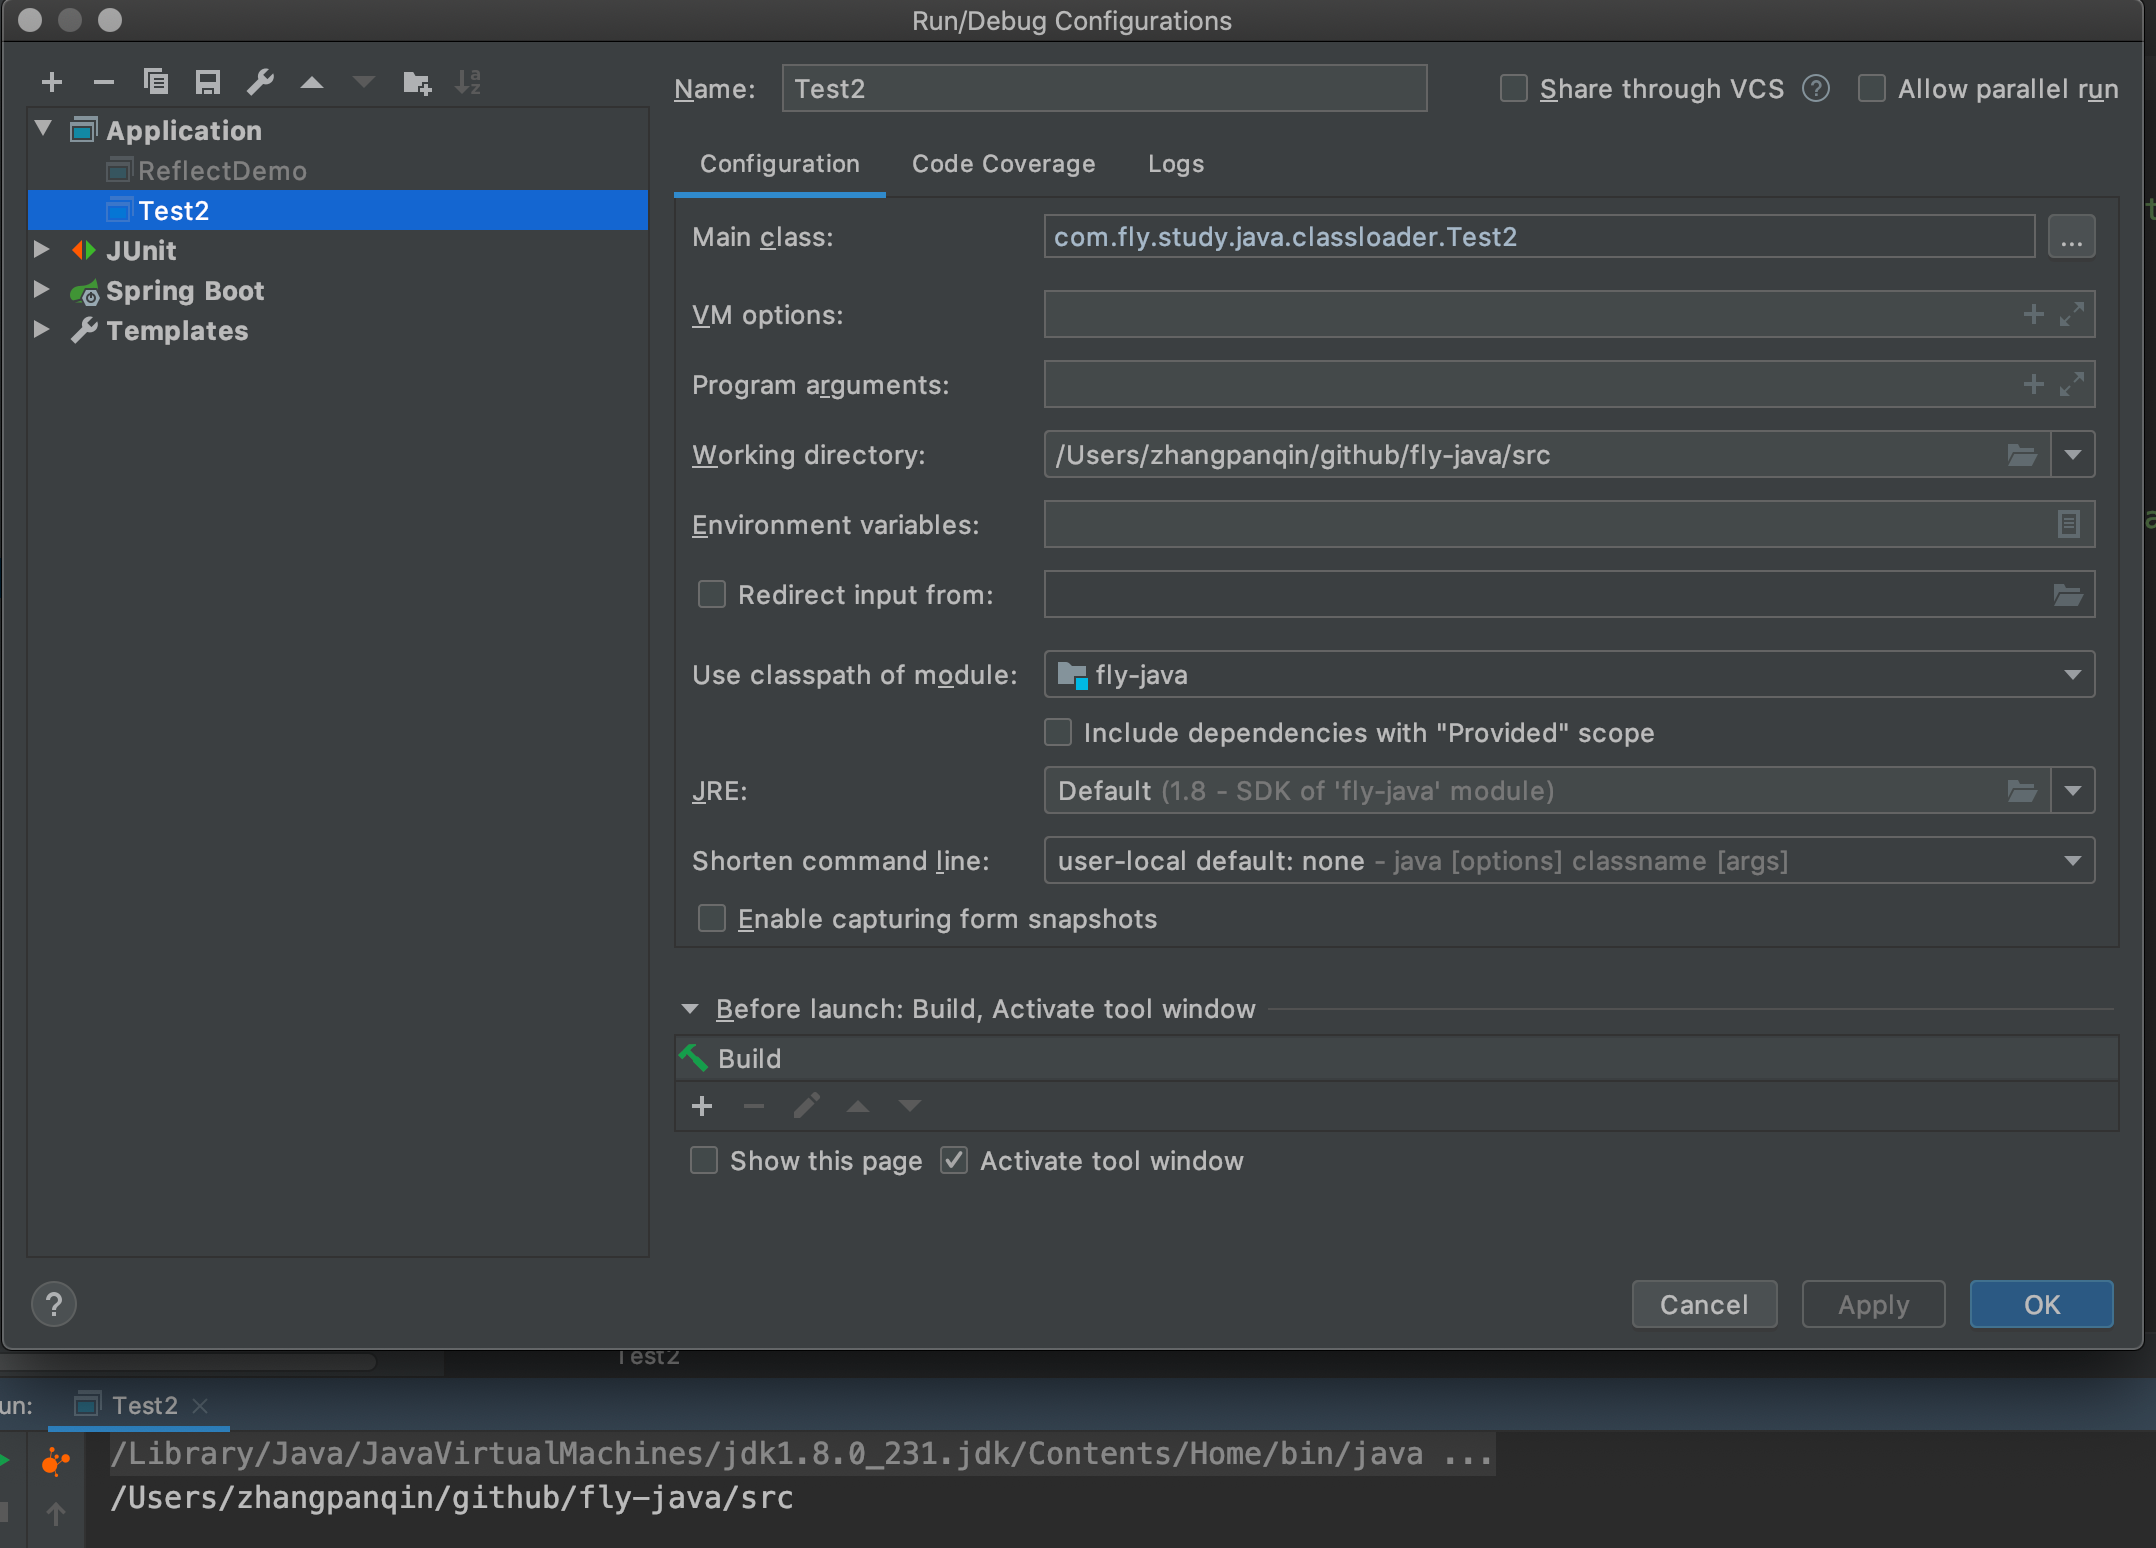 Run/Debug Configurations
Name: Test2 Share through VCS ? Allow parallel run
Application
ReflectDemo
Test2
JUnit
Spring Boot
Templates
Configuration Code Coverage Logs
Main class: com.fly.study.java.classloader.Test2 ...
VM options:
Program arguments:
Working directory: /Users/zhangpanqin/github/fly-java/src
Environment variables:
Redirect input from:
Use classpath of module: fly-java
Include dependencies with "Provided" scope
JRE: Default (1.8 - SDK of 'fly-java' module)
Shorten command line: user-local default: none - java [options] classname [args]
Enable capturing form snapshots
Before launch: Build, Activate tool window
Build
Show this page Activate tool window
? Cancel Apply OK
Test2
un: Test2
/Library/Java/JavaVirtualMachines/jdk1.8.0_231.jdk/Contents/Home/bin/java ...
/Users/zhangpanqin/github/fly-java/src